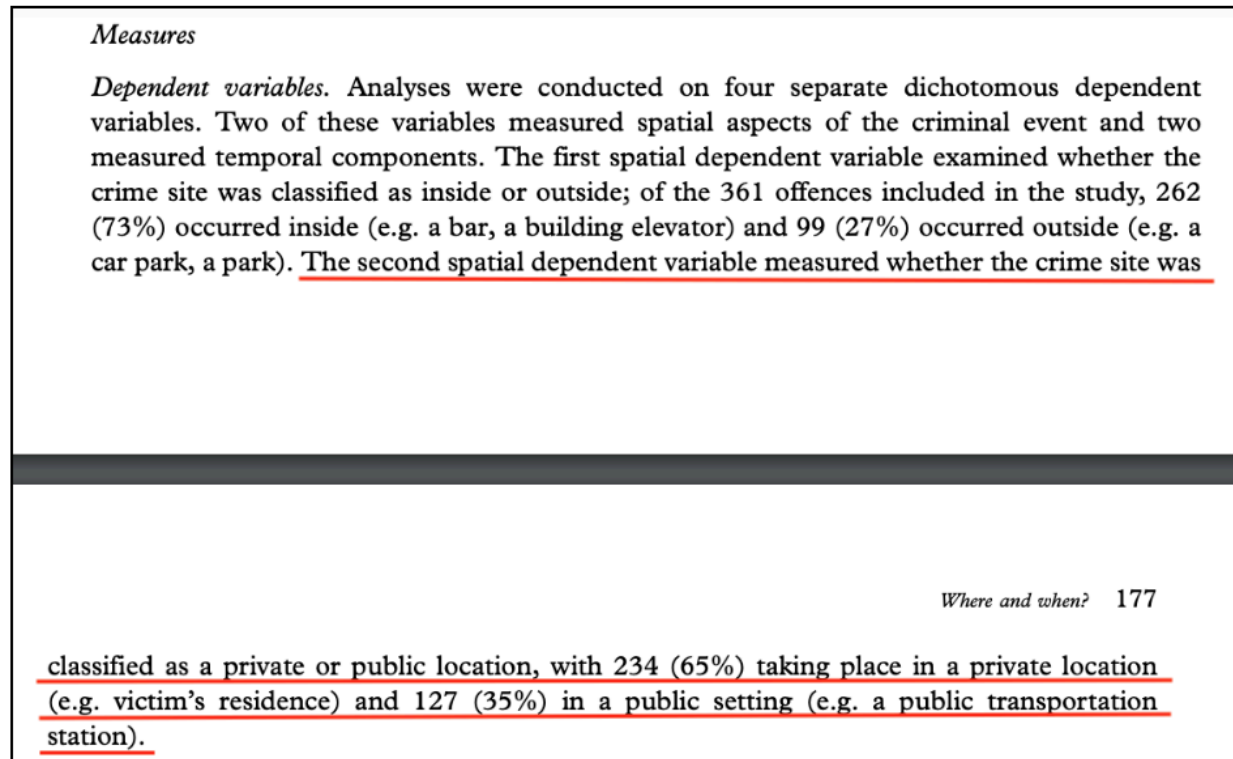 Measures
Dependent variables. Analyses were conducted on four separate dichotomous dependent
variables. Two of these variables measured spatial aspects of the criminal event and two
measured temporal components. The first spatial dependent variable examined whether the
crime site was classified as inside or outside; of the 361 offences included in the study, 262
(73%) occurred inside (e.g. a bar, a building elevator) and 99 (27%) occurred outside (e.g. a
car park, a park). The second spatial dependent variable measured whether the crime site was
Where and when? 177
classified as a private or public location, with 234 (65%) taking place in a private location
(e.g. victim's residence) and 127 (35%) in a public setting (e.g. a public transportation
station).